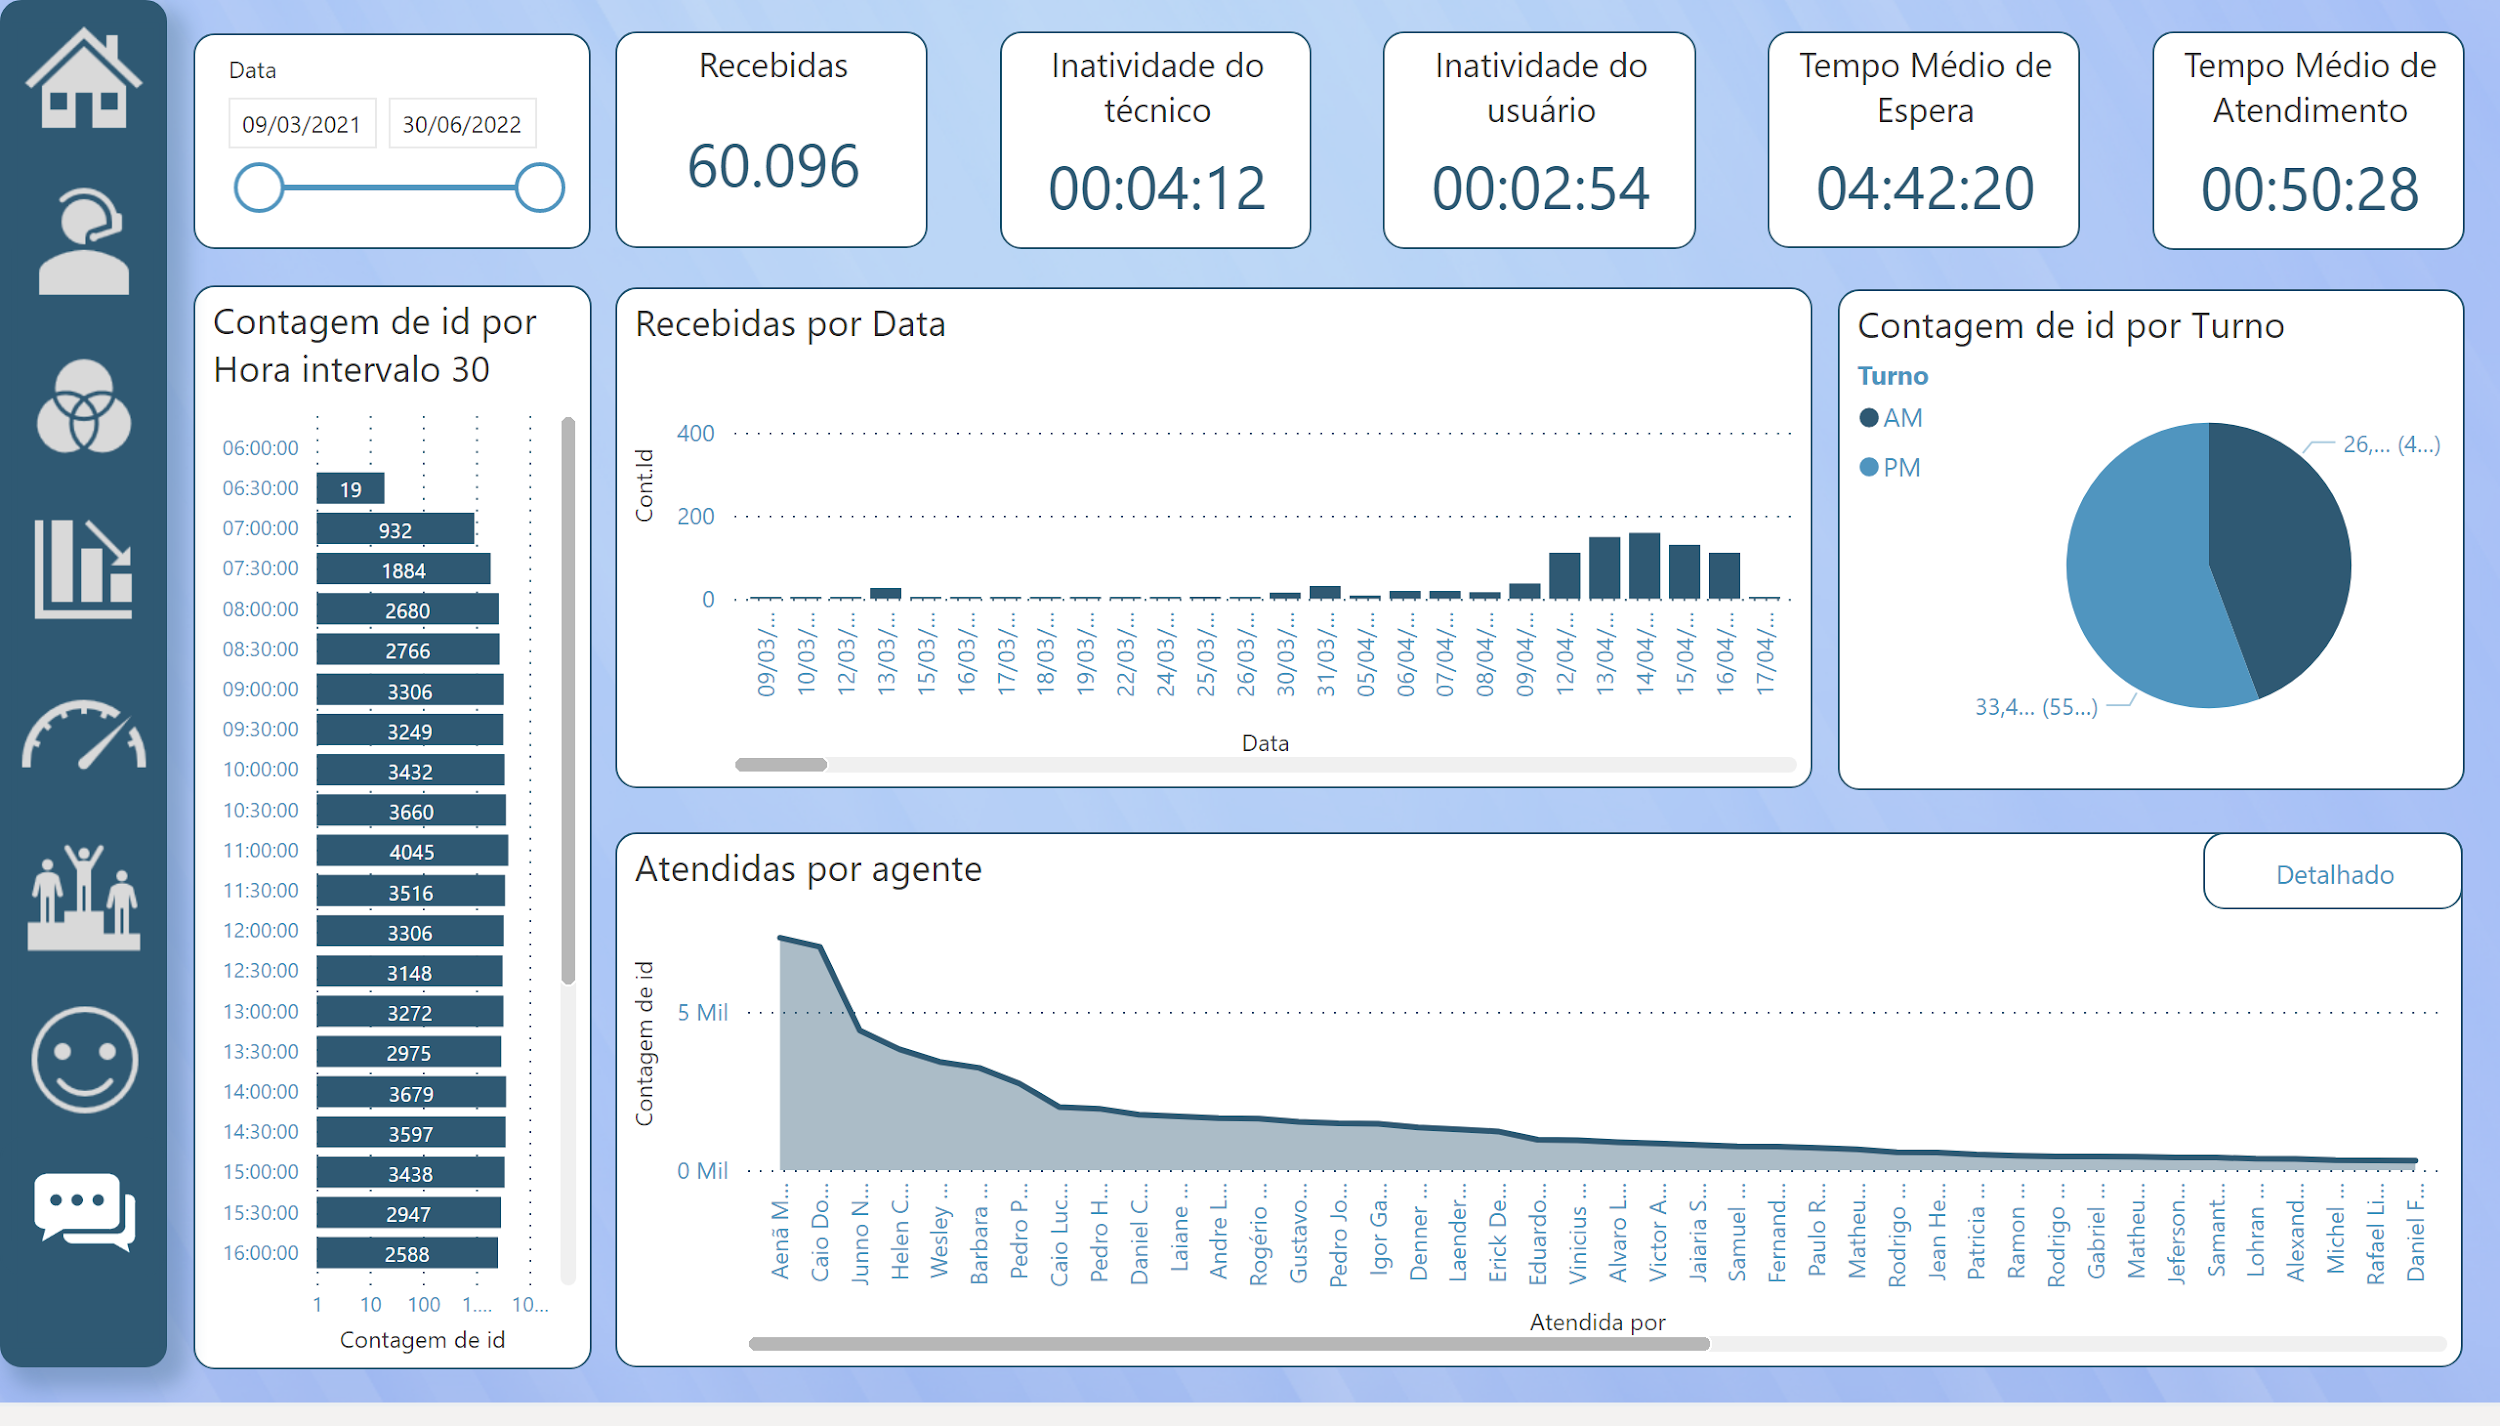 Data
09/03/2021
30/06/2022
Recebidas
60.096
Inatividade do
técnico
00:04:12
Inatividade do
usuário
00:02:54
Tempo Médio de
Espera
04:42:20
Tempo Médio de
Atendimento
00:50:28
Contagem de id por
Hora intervalo 30
06:00:00
06:30:00 19
07:00:00 932
07:30:00 1884
08:00:00 2680
08:30:00 2766
09:00:00 3306
09:30:00 3249
10:00:00 3432
10:30:00 3660
11:00:00 4045
11:30:00 3516
12:00:00 3306
12:30:00 3148
13:00:00 3272
13:30:00 2975
14:00:00 3679
14:30:00 3597
15:00:00 3438
15:30:00 2947
16:00:00 2588
1 10 100 1.... 10...
Contagem de id
Recebidas por Data
Cont.Id
400
200
0
09/03/...
10/03/...
12/03/...
13/03/...
15/03/...
16/03/...
17/03/...
18/03/...
19/03/...
22/03/...
24/03/...
25/03/...
26/03/...
30/03/...
31/03/...
05/04/...
06/04/...
07/04/...
08/04/...
09/04/...
12/04/...
13/04/...
14/04/...
15/04/...
16/04/...
17/04/...
Data
Contagem de id por Turno
Turno
AM
PM
26,... (4...)
33,4... (55...)
Atendidas por agente
Detalhado
Contagem de id
5 Mil
0 Mil
Aenã M...
Caio Do...
Junno N...
Helen C...
Wesley ...
Barbara ...
Pedro P...
Caio Luc...
Pedro H...
Daniel C...
Laiane ...
Andre L...
Rogério ...
Gustavo...
Pedro Jo...
Igor Ga...
Denner ...
Laender...
Erick De...
Eduardo...
Vinicius ...
Alvaro L...
Victor A...
Jaiaria S...
Samuel ...
Fernand...
Paulo R...
Matheu...
Rodrigo ...
Jean He...
Patricia ...
Ramon ...
Rodrigo ...
Gabriel ...
Matheu...
Jeferson...
Samant...
Lohran ...
Alexand...
Michel ...
Rafael Li...
Daniel F...
Atendida por